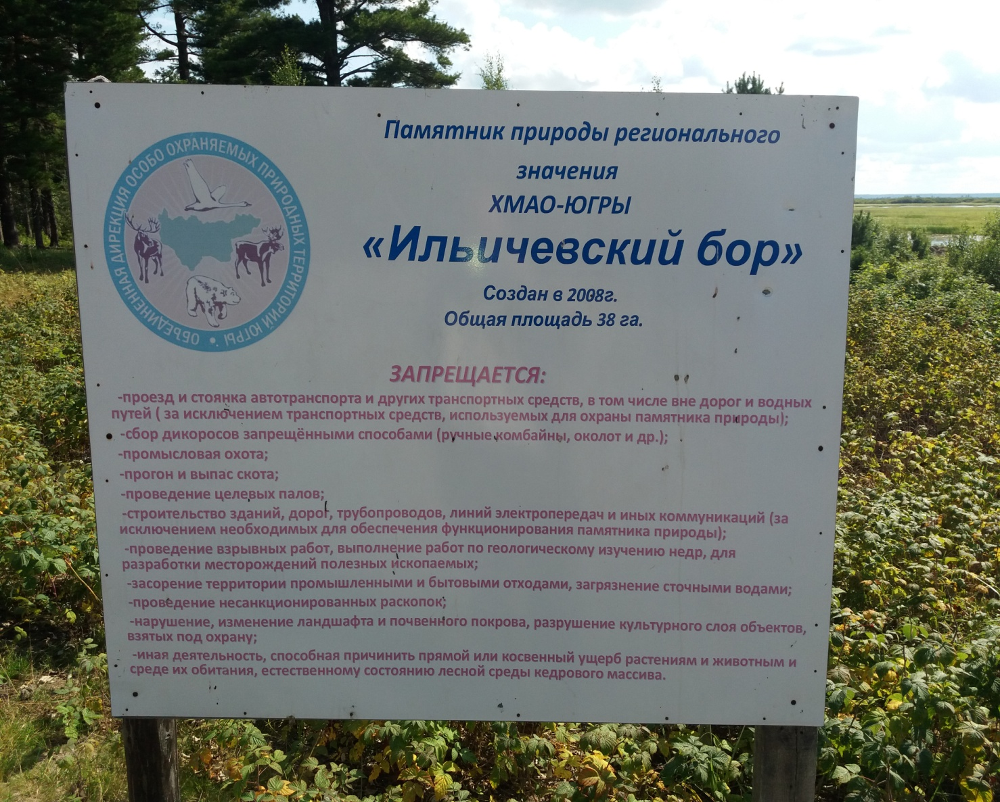 ОБЪЕДИНЕННАЯ ДИРЕКЦИЯ ОСОБО ОХРАНЯЕМЫХ ПРИРОДНЫХ ТЕРРИТОРИЙ ЮГРЫ
Памятник природы регионального
значения
ХМАО-ЮГРЫ
«Ильичевский бор»
Создан в 2008г.
Общая площадь 38 га.
ЗАПРЕЩАЕТСЯ:
-проезд и стоянка автотранспорта и других транспортных средств, в том числе вне дорог и водных
путей ( за исключением транспортных средств, используемых для охраны памятника природы);
-сбор дикоросов запрещёнными способами (ручные комбайны, околот и др.);
-промысловая охота;
-прогон и выпас скота;
-проведение целевых палов;
-строительство зданий, дорог, трубопроводов, линий электропередач и иных коммуникаций (за
исключением необходимых для обеспечения функционирования памятника природы);
-проведение взрывных работ, выполнение работ по геологическому изучению недр, для
разработки месторождений полезных ископаемых;
-засорение территории промышленными и бытовыми отходами, загрязнение сточными водами;
-проведение несанкционированных раскопок;
-нарушение, изменение ландшафта и почвенного покрова, разрушение культурного слоя объектов,
взятых под охрану;
-иная деятельность, способная причинить прямой или косвенный ущерб растениям и животным и
среде их обитания, естественному состоянию лесной среды кедрового массива.